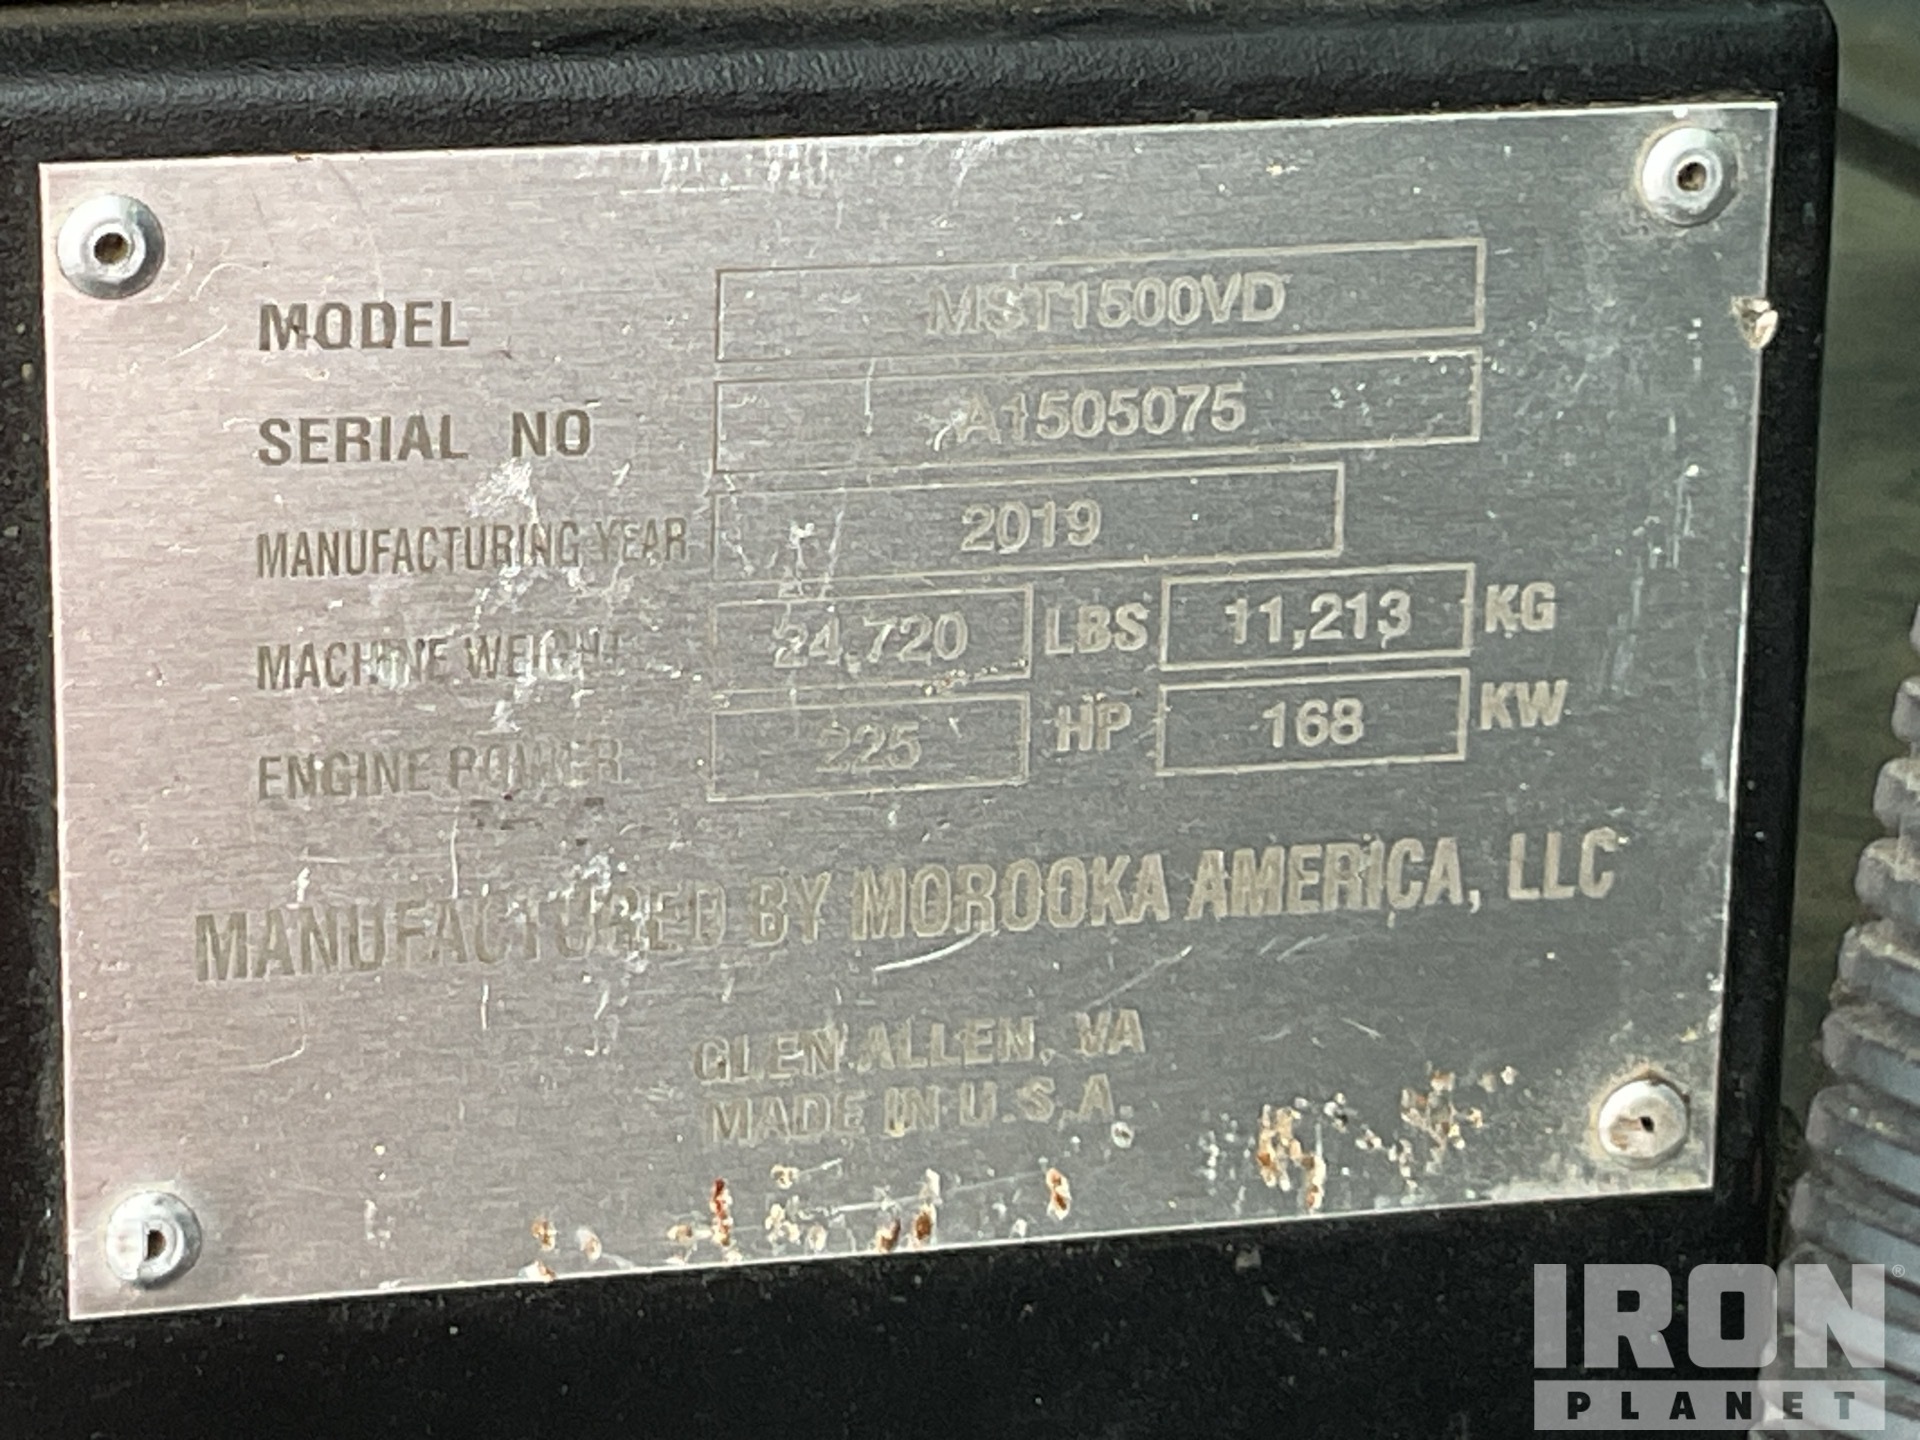 MODEL MST1500VD
SERIAL NO A1505075
MANUFACTURING YEAR 2019
MACHINE WEIGHT 24,720 LBS 11,213 KG
ENGINE POWER 225 HP 168 KW
MANUFACTURED BY MOROOKA AMERICA, LLC
GLEN ALLEN, VA
MADE IN U.S.A.
IRON®
PLANET